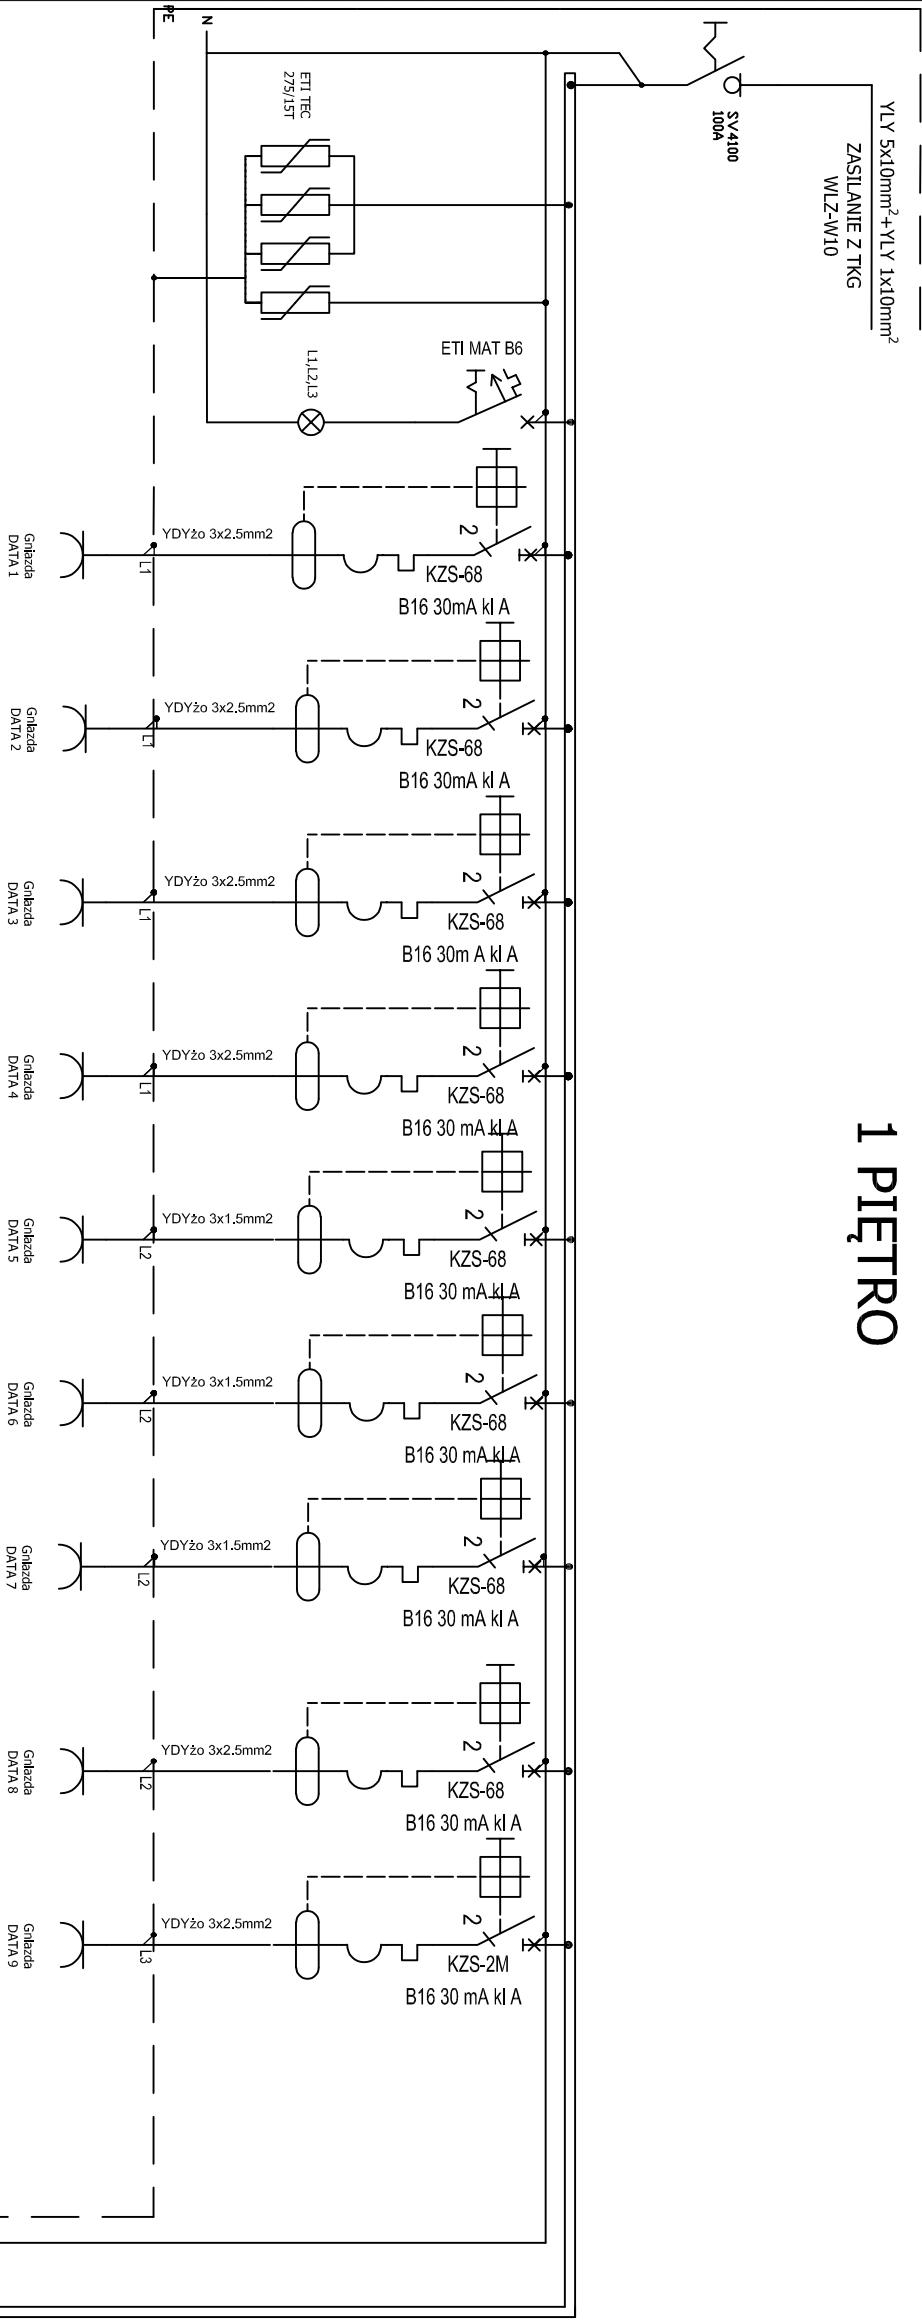 1 PIĘTRO
YLY 5x10mm²+YLY 1x10mm²
ZASILANIE Z TKG
WLZ-W10
SV4100
100A
PE
N
ETI TEC
275/15T
ETI MAT B6
L1,L2,L3
2
KZS-68
B16 30mA kl A
YDYżo 3x2.5mm2
L1
Gniazda
DATA 1
2
KZS-68
B16 30mA kl A
YDYżo 3x2.5mm2
L1
Gniazda
DATA 2
2
KZS-68
B16 30m A kl A
YDYżo 3x2.5mm2
L1
Gniazda
DATA 3
2
KZS-68
B16 30 mA kl A
YDYżo 3x2.5mm2
L1
Gniazda
DATA 4
2
KZS-68
B16 30 mA kl A
YDYżo 3x1.5mm2
L2
Gniazda
DATA 5
2
KZS-68
B16 30 mA kl A
YDYżo 3x1.5mm2
L2
Gniazda
DATA 6
2
KZS-68
B16 30 mA kl A
YDYżo 3x1.5mm2
L2
Gniazda
DATA 7
2
KZS-68
B16 30 mA kl A
YDYżo 3x2.5mm2
L2
Gniazda
DATA 8
2
KZS-2M
B16 30 mA kl A
YDYżo 3x2.5mm2
L3
Gniazda
DATA 9